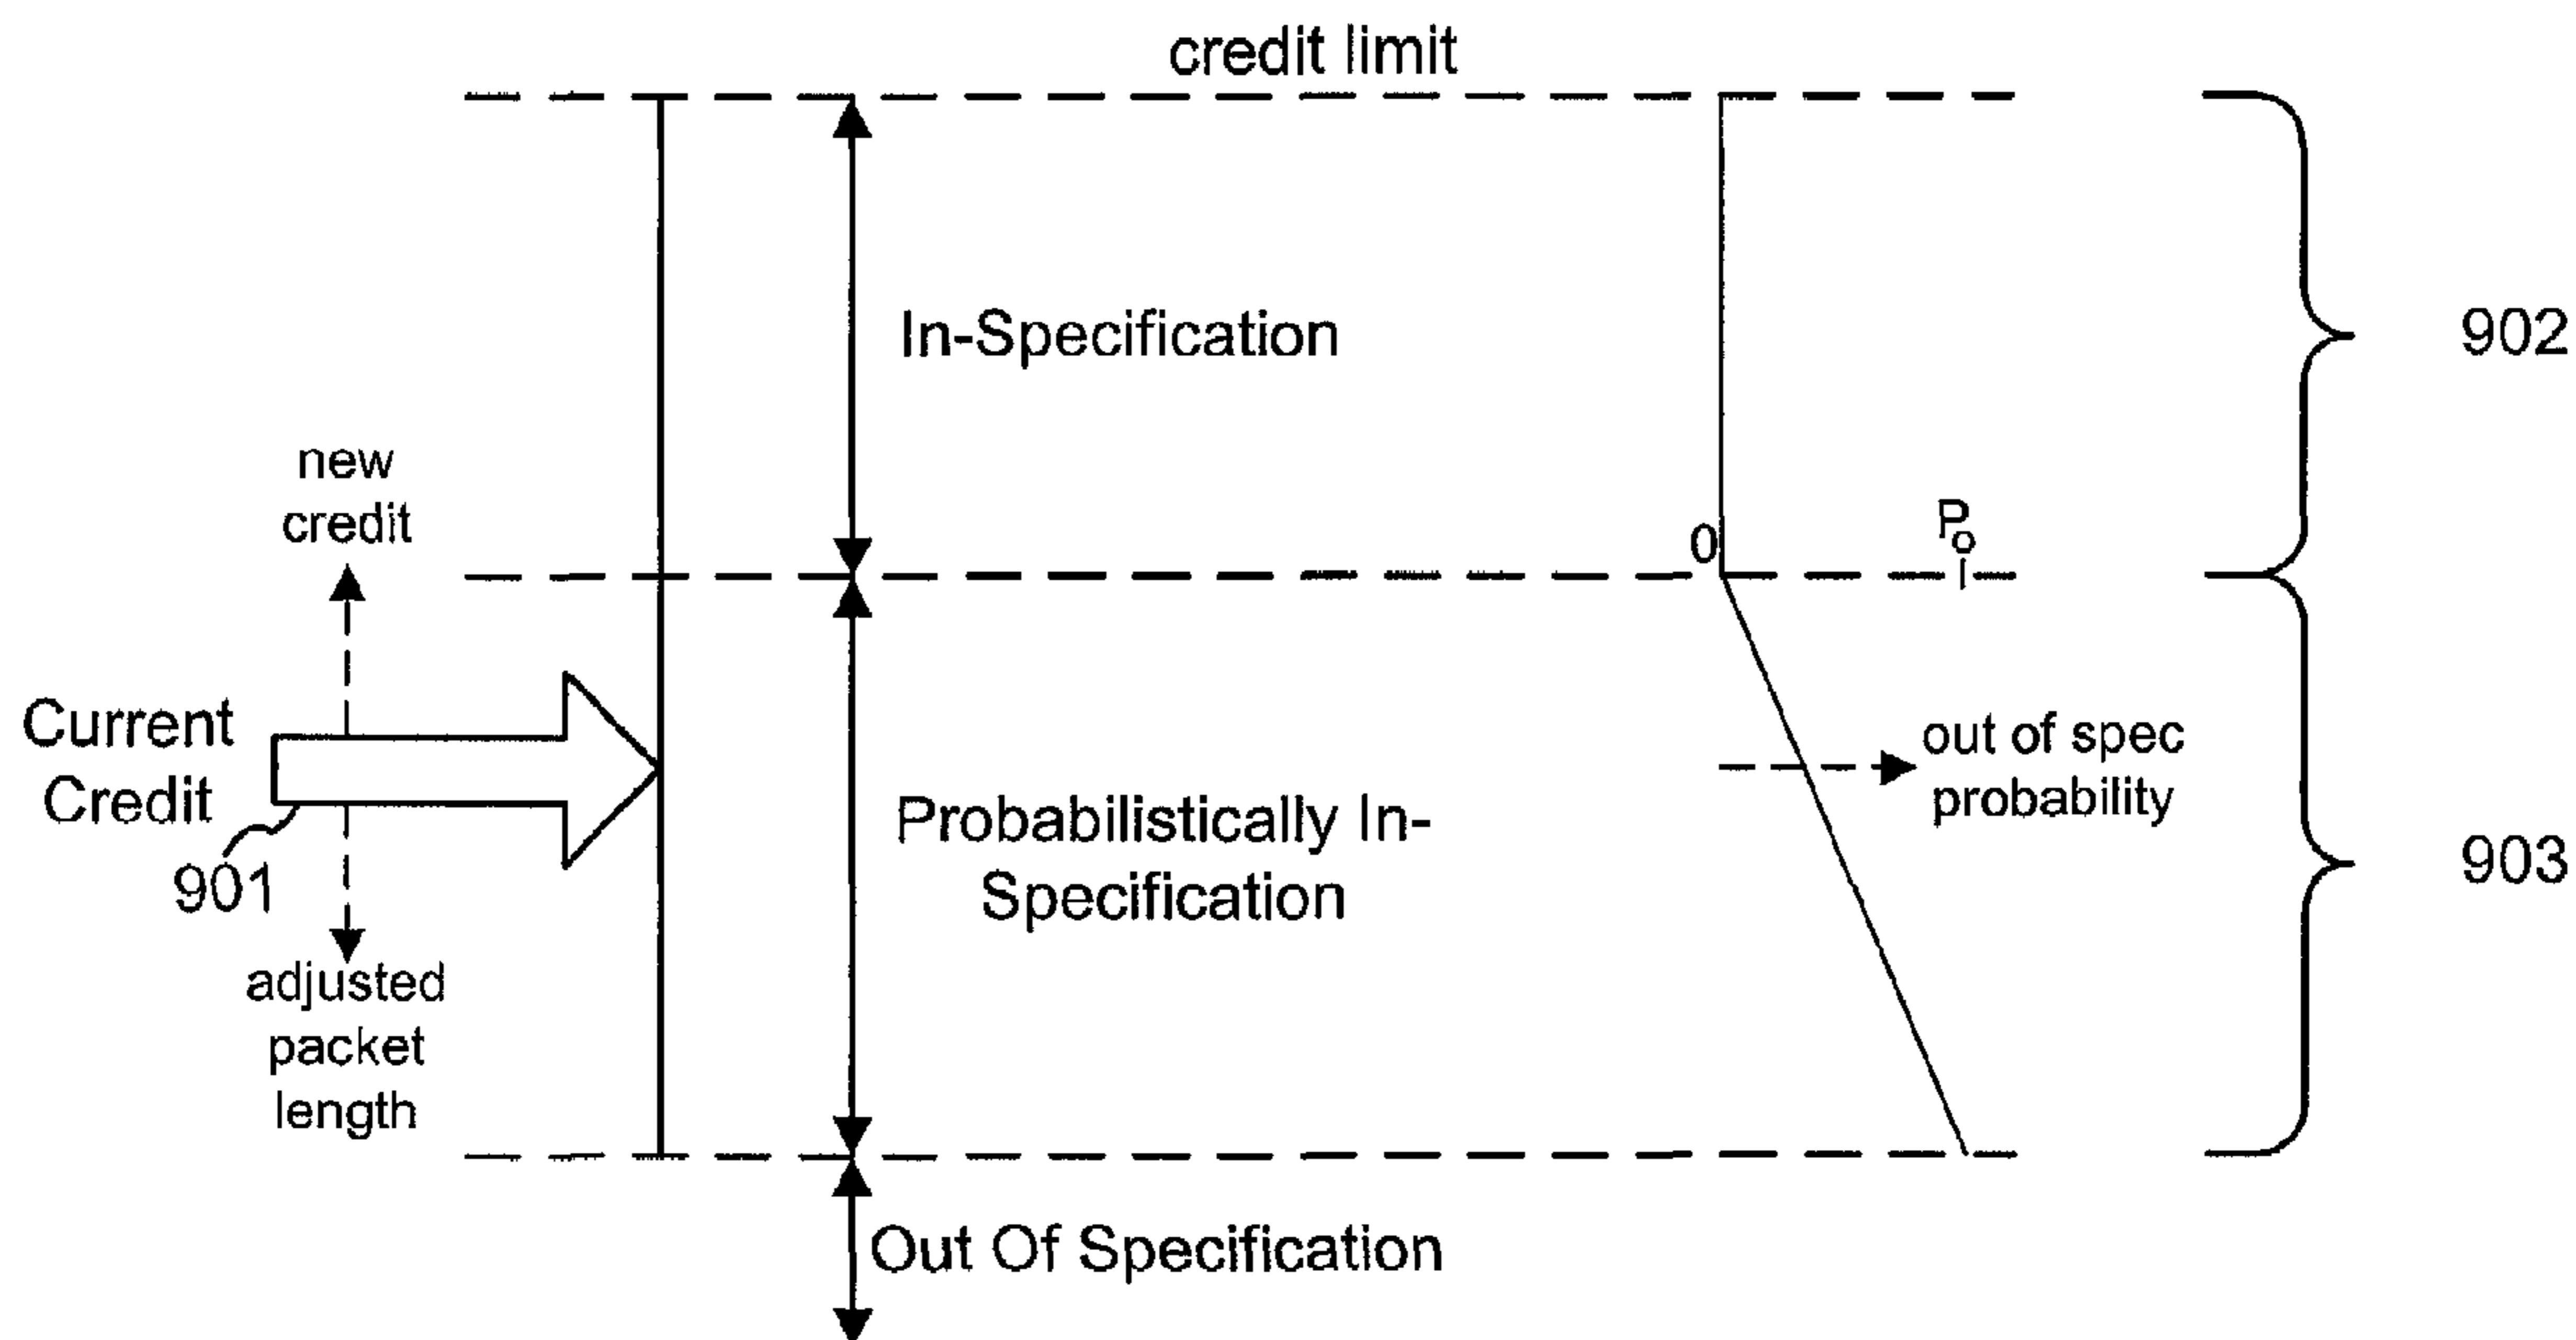 credit limit
In-Specification
902
new
credit
0
Po
Current
Credit
901
out of spec
probability
Probabilistically In-
Specification
903
adjusted
packet
length
Out Of Specification